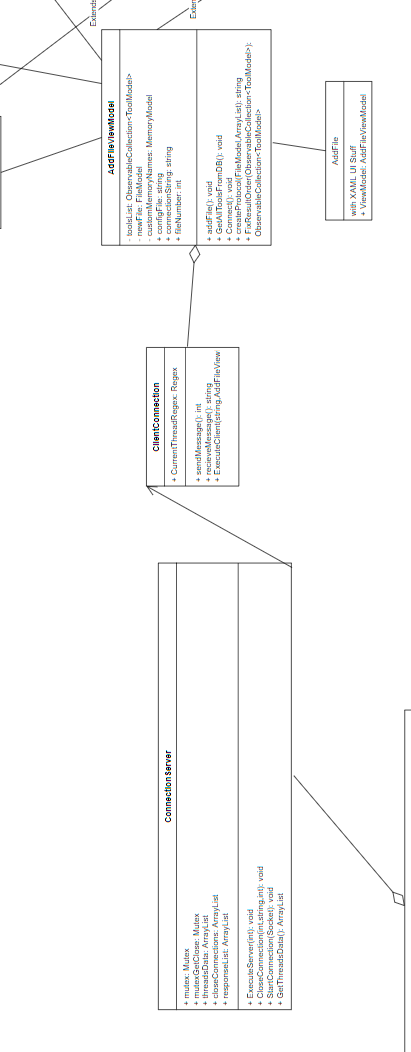 Extends
Exten
AddFileViewModel
- toolsList: ObservableCollection<ToolModel>
- newFile: FileModel
- customMemoryNames: MemoryModel
+ configFile: string
+ connectionString: string
+ fileNumber: int
+ addFile(): void
+ GetAllToolsFromDB(): void
+ Connect(): void
+ createProtocol(FileModel,ArrayList): string
+ FixResultOrder(ObservableCollection<ToolModel>):
ObservableCollection<ToolModel>
AddFile
with XAML UI Stuff
+ ViewModel: AddFileViewModel
ClientConnection
+ CurrentThreadRegex: Regex
+ sendMessage(): int
+ recieveMessage(): string
+ ExecuteClient(string,AddFileView
ConnectionServer
+ mutex: Mutex
+ mutexGetClose: Mutex
+ threadsData: ArrayList
+ closeConnections: ArrayList
+ responseList: ArrayList
+ ExecuteServer(int): void
+ CloseConnection(int,string,int): void
+ StartConnection(Socket): void
+ GetThreadsData(): ArrayList